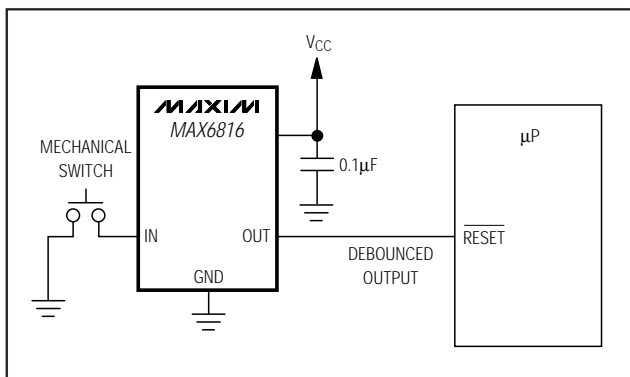 VCC
MAXIM
MAX6816
μP
MECHANICAL
SWITCH
0.1μF
IN
OUT
RESET
DEBOUNCED
OUTPUT
GND